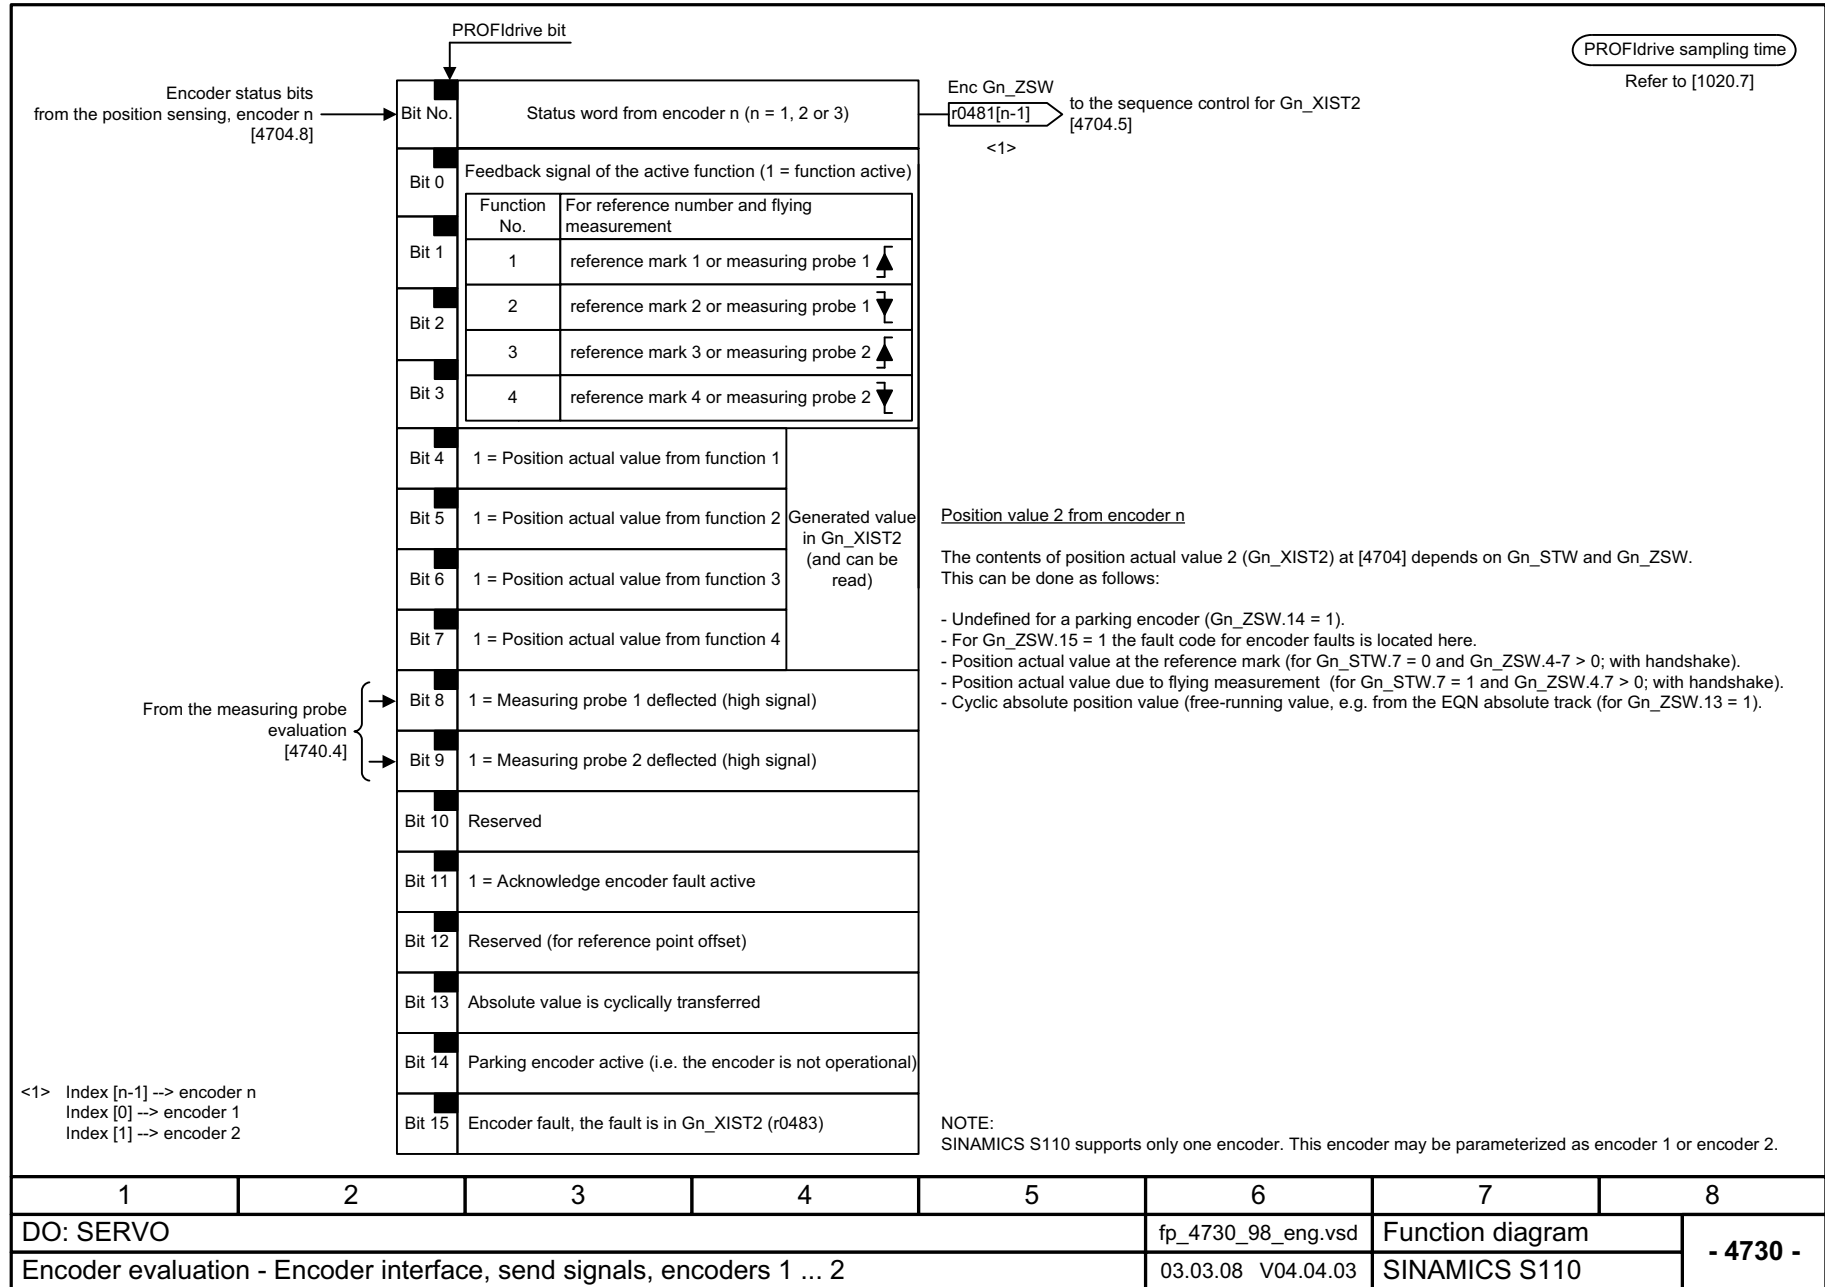 PROFIdrive bit
PROFIdrive sampling time
Refer to [1020.7]
Encoder status bits
from the position sensing, encoder n
[4704.8]
Bit No.
Status word from encoder n (n = 1, 2 or 3)
Enc Gn_ZSW
r0481[n-1]
<1>
to the sequence control for Gn_XIST2
[4704.5]
Bit 0
Feedback signal of the active function (1 = function active)
Function
No.
For reference number and flying
measurement
Bit 1
1
reference mark 1 or measuring probe 1
Bit 2
2
reference mark 2 or measuring probe 1
3
reference mark 3 or measuring probe 2
Bit 3
4
reference mark 4 or measuring probe 2
Bit 4
1 = Position actual value from function 1
Bit 5
1 = Position actual value from function 2
Bit 6
1 = Position actual value from function 3
Bit 7
1 = Position actual value from function 4
Generated value
in Gn_XIST2
(and can be
read)
Position value 2 from encoder n
The contents of position actual value 2 (Gn_XIST2) at [4704] depends on Gn_STW and Gn_ZSW.
This can be done as follows:
- Undefined for a parking encoder (Gn_ZSW.14 = 1).
- For Gn_ZSW.15 = 1 the fault code for encoder faults is located here.
- Position actual value at the reference mark (for Gn_STW.7 = 0 and Gn_ZSW.4-7 > 0; with handshake).
- Position actual value due to flying measurement (for Gn_STW.7 = 1 and Gn_ZSW.4.7 > 0; with handshake).
- Cyclic absolute position value (free-running value, e.g. from the EQN absolute track (for Gn_ZSW.13 = 1).
From the measuring probe
evaluation
[4740.4]
Bit 8
1 = Measuring probe 1 deflected (high signal)
Bit 9
1 = Measuring probe 2 deflected (high signal)
Bit 10
Reserved
Bit 11
1 = Acknowledge encoder fault active
Bit 12
Reserved (for reference point offset)
Bit 13
Absolute value is cyclically transferred
Bit 14
Parking encoder active (i.e. the encoder is not operational)
Bit 15
Encoder fault, the fault is in Gn_XIST2 (r0483)
<1> Index [n-1] --> encoder n
Index [0] --> encoder 1
Index [1] --> encoder 2
NOTE:
SINAMICS S110 supports only one encoder. This encoder may be parameterized as encoder 1 or encoder 2.
1 2 3 4 5 6 7 8
DO: SERVO
fp_4730_98_eng.vsd
Function diagram
- 4730 -
Encoder evaluation - Encoder interface, send signals, encoders 1 ... 2
03.03.08 V04.04.03
SINAMICS S110